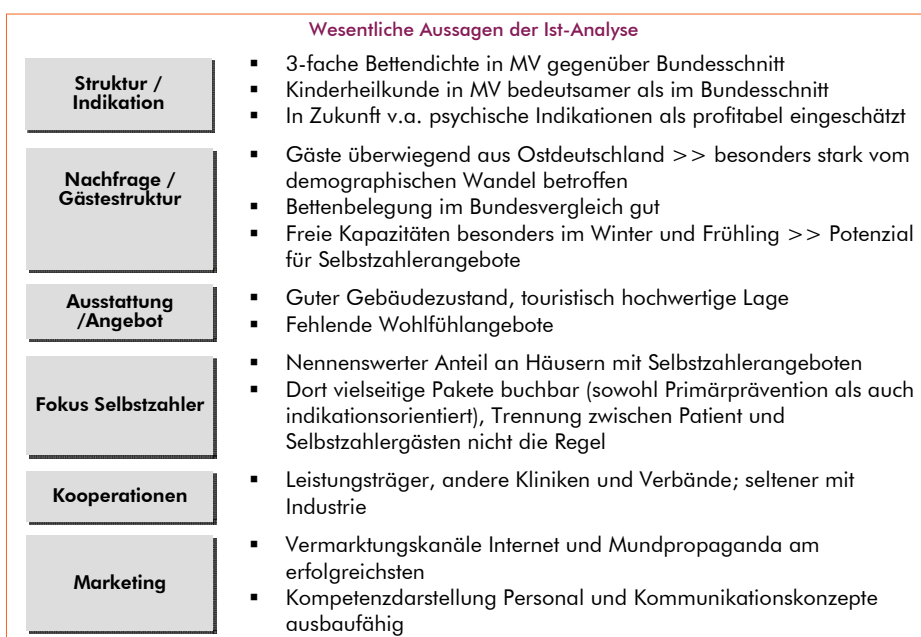 Wesentliche Aussagen der Ist-Analyse
Struktur /
Indikation
▪ 3-fache Bettendichte in MV gegenüber Bundesschnitt
▪ Kinderheilkunde in MV bedeutsamer als im Bundesschnitt
▪ In Zukunft v.a. psychische Indikationen als profitabel eingeschätzt
Nachfrage /
Gästestruktur
▪ Gäste überwiegend aus Ostdeutschland >> besonders stark vom
demographischen Wandel betroffen
▪ Bettenbelegung im Bundesvergleich gut
▪ Freie Kapazitäten besonders im Winter und Frühling >> Potenzial
für Selbstzahlerangebote
Ausstattung
/Angebot
▪ Guter Gebäudezustand, touristisch hochwertige Lage
▪ Fehlende Wohlfühlangebote
Fokus Selbstzahler
▪ Nennenswerter Anteil an Häusern mit Selbstzahlerangeboten
▪ Dort vielseitige Pakete buchbar (sowohl Primärprävention als auch
indikationsorientiert), Trennung zwischen Patient und
Selbstzahlergästen nicht die Regel
Kooperationen
▪ Leistungsträger, andere Kliniken und Verbände; seltener mit
Industrie
Marketing
▪ Vermarktungskanäle Internet und Mundpropaganda am
erfolgreichsten
▪ Kompetenzdarstellung Personal und Kommunikationskonzepte
ausbaufähig